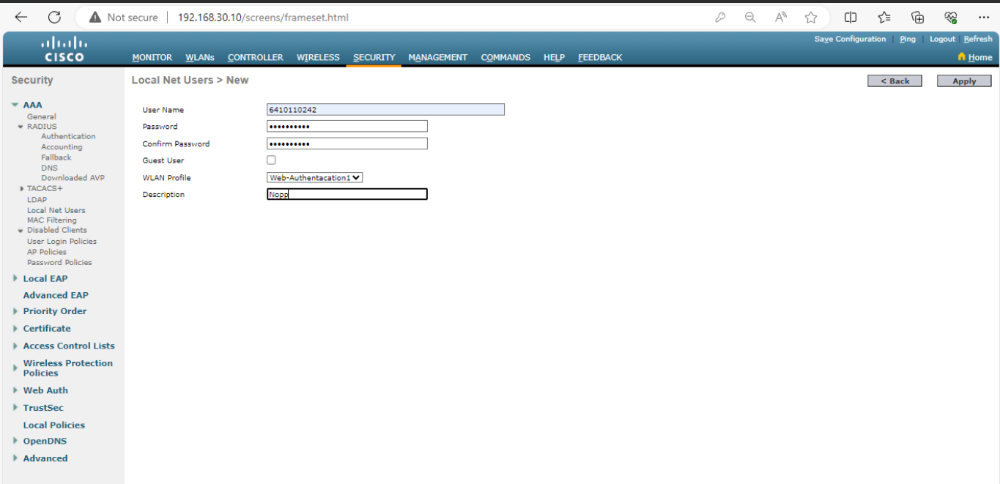 Not secure 192.168.30.10/screens/frameset.html
Save Configuration Ping Logout Refresh
CISCO
MONITOR WLANs CONTROLLER WIRELESS SECURITY MANAGEMENT COMMANDS HELP FEEDBACK
Home
Security
AAA
General
RADIUS
Authentication
Accounting
Fallback
DNS
Downloaded AVP
TACACS+
LDAP
Local Net Users
MAC Filtering
Disabled Clients
User Login Policies
AP Policies
Password Policies
Local EAP
Advanced EAP
Priority Order
Certificate
Access Control Lists
Wireless Protection
Policies
Web Auth
TrustSec
Local Policies
OpenDNS
Advanced
Local Net Users > New
< Back Apply
User Name 6410110242
Password ••••••••••
Confirm Password ••••••••••
Guest User
WLAN Profile Web-Authentacation1
Description Nopp